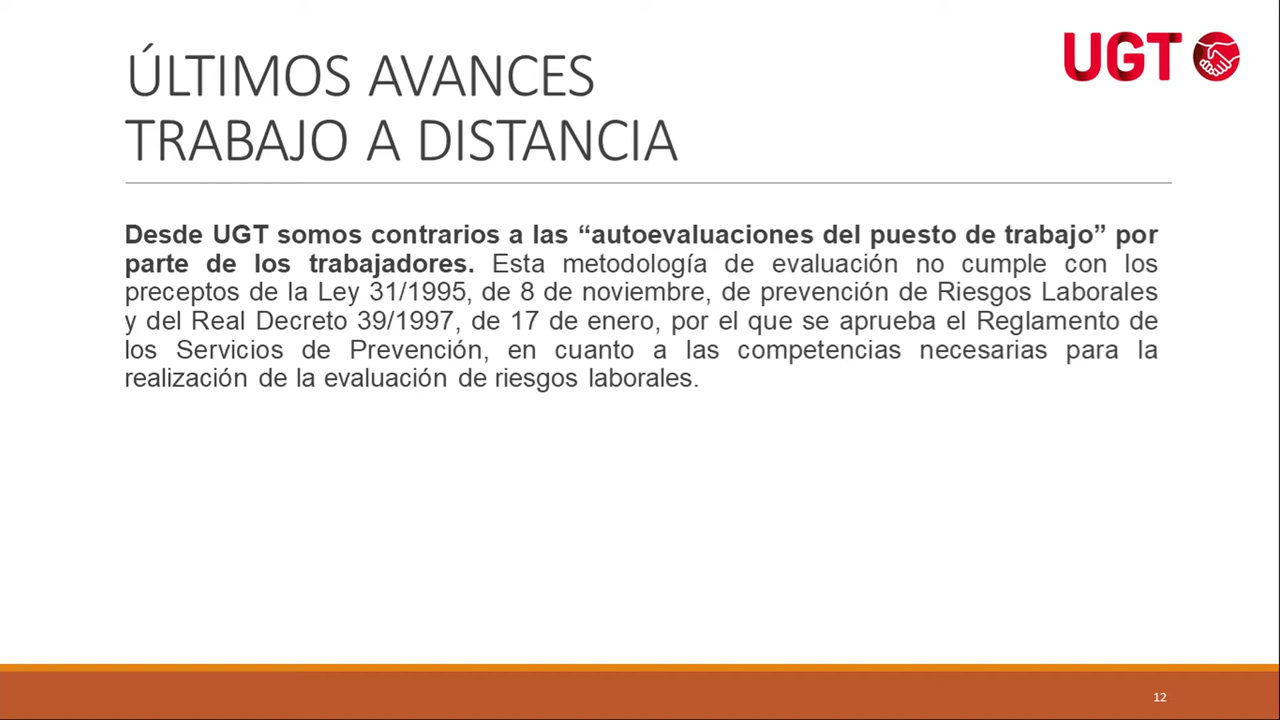 UGT
ÚLTIMOS AVANCES
TRABAJO A DISTANCIA
Desde UGT somos contrarios a las “autoevaluaciones del puesto de trabajo” por
parte de los trabajadores. Esta metodología de evaluación no cumple con los
preceptos de la Ley 31/1995, de 8 de noviembre, de prevención de Riesgos Laborales
y del Real Decreto 39/1997, de 17 de enero, por el que se aprueba el Reglamento de
los Servicios de Prevención, en cuanto a las competencias necesarias para la
realización de la evaluación de riesgos laborales.
12